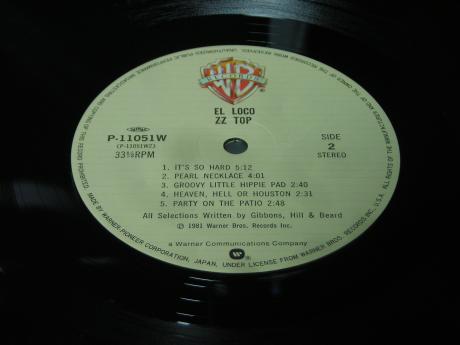 WB
RECORDS
EL LOCO
ZZ TOP
P-11051W
(P-11051W2)
33⅓RPM
SIDE
2
STEREO
1. IT'S SO HARD 5:12
2. PEARL NECKLACE 4:01
3. GROOVY LITTLE HIPPIE PAD 2:40
4. HEAVEN, HELL OR HOUSTON 2:31
5. PARTY ON THE PATIO 2:48
All Selections Written by Gibbons, Hill & Beard
Ⓟ 1981 Warner Bros. Records Inc.
a Warner Communications Company
MADE BY WARNER-PIONEER CORPORATION, JAPAN, UNDER LICENSE FROM WARNER BROS. RECORDS INC. U.S.A.